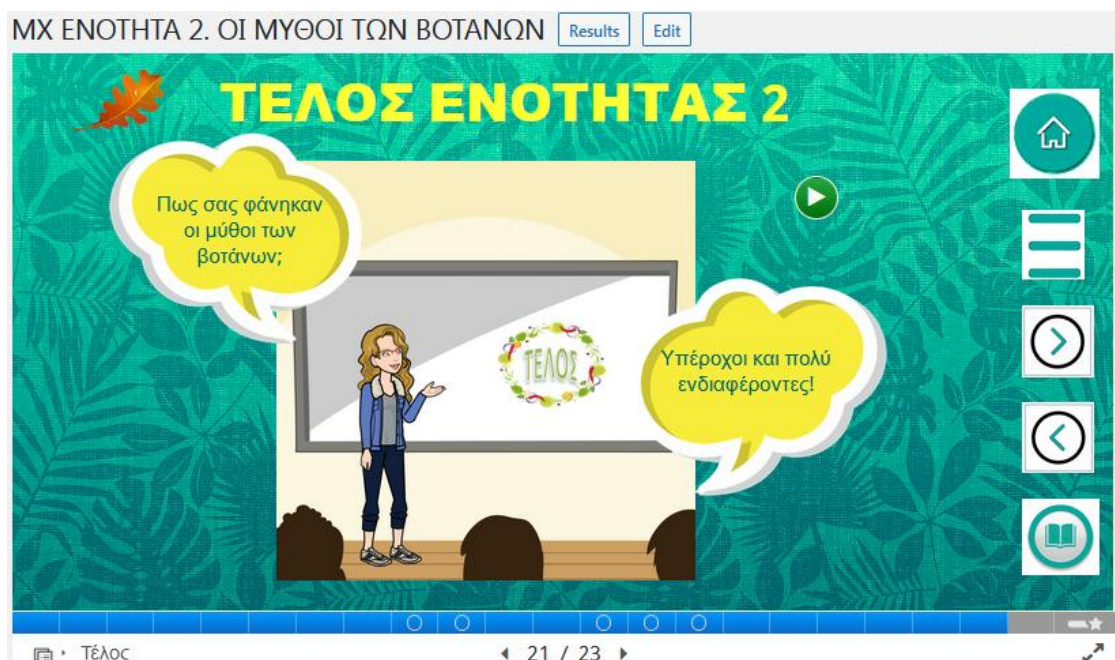 ΜΧ ΕΝΟΤΗΤΑ 2. ΟΙ ΜΥΘΟΙ ΤΩΝ ΒΟΤΑΝΩΝ Results Edit
ΤΕΛΟΣ ΕΝΟΤΗΤΑΣ 2
Πως σας φάνηκαν
οι μύθοι των
βοτάνων;
ΤΕΛΟΣ
Υπέροχοι και πολύ
ενδιαφέροντες!
Τέλος 21 / 23